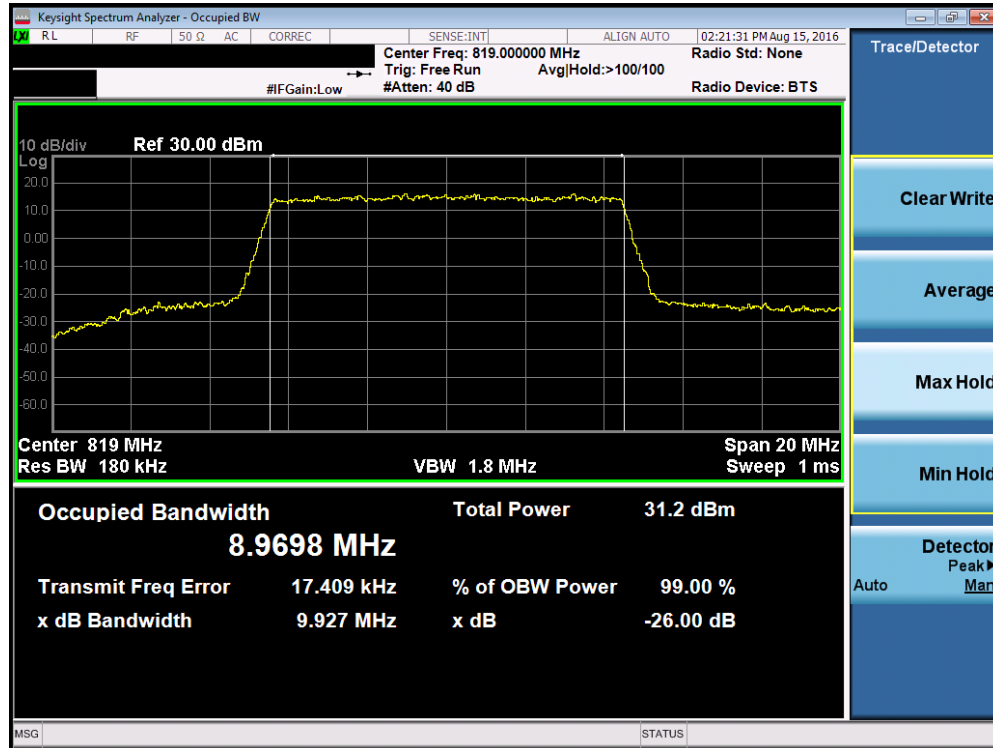 Keysight Spectrum Analyzer - Occupied BW
LXI RL RF 50 Ω AC CORREC SENSE:INT ALIGN AUTO 02:21:31 PM Aug 15, 2016
Center Freq: 819.000000 MHz Radio Std: None
Trig: Free Run Avg|Hold:>100/100
#IFGain:Low #Atten: 40 dB Radio Device: BTS
10 dB/div Ref 30.00 dBm
Log
20.0
10.0
0.00
-10.0
-20.0
-30.0
-40.0
-50.0
-60.0
Center 819 MHz Span 20 MHz
Res BW 180 kHz VBW 1.8 MHz Sweep 1 ms
Occupied Bandwidth Total Power 31.2 dBm
8.9698 MHz
Transmit Freq Error 17.409 kHz % of OBW Power 99.00 %
x dB Bandwidth 9.927 MHz x dB -26.00 dB
MSG STATUS
Trace/Detector
Clear Write
Average
Max Hold
Min Hold
Detector
Peak
Auto Man